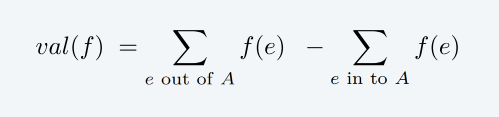 val(f) = ∑ f(e) − ∑ f(e)
e out of A e in to A